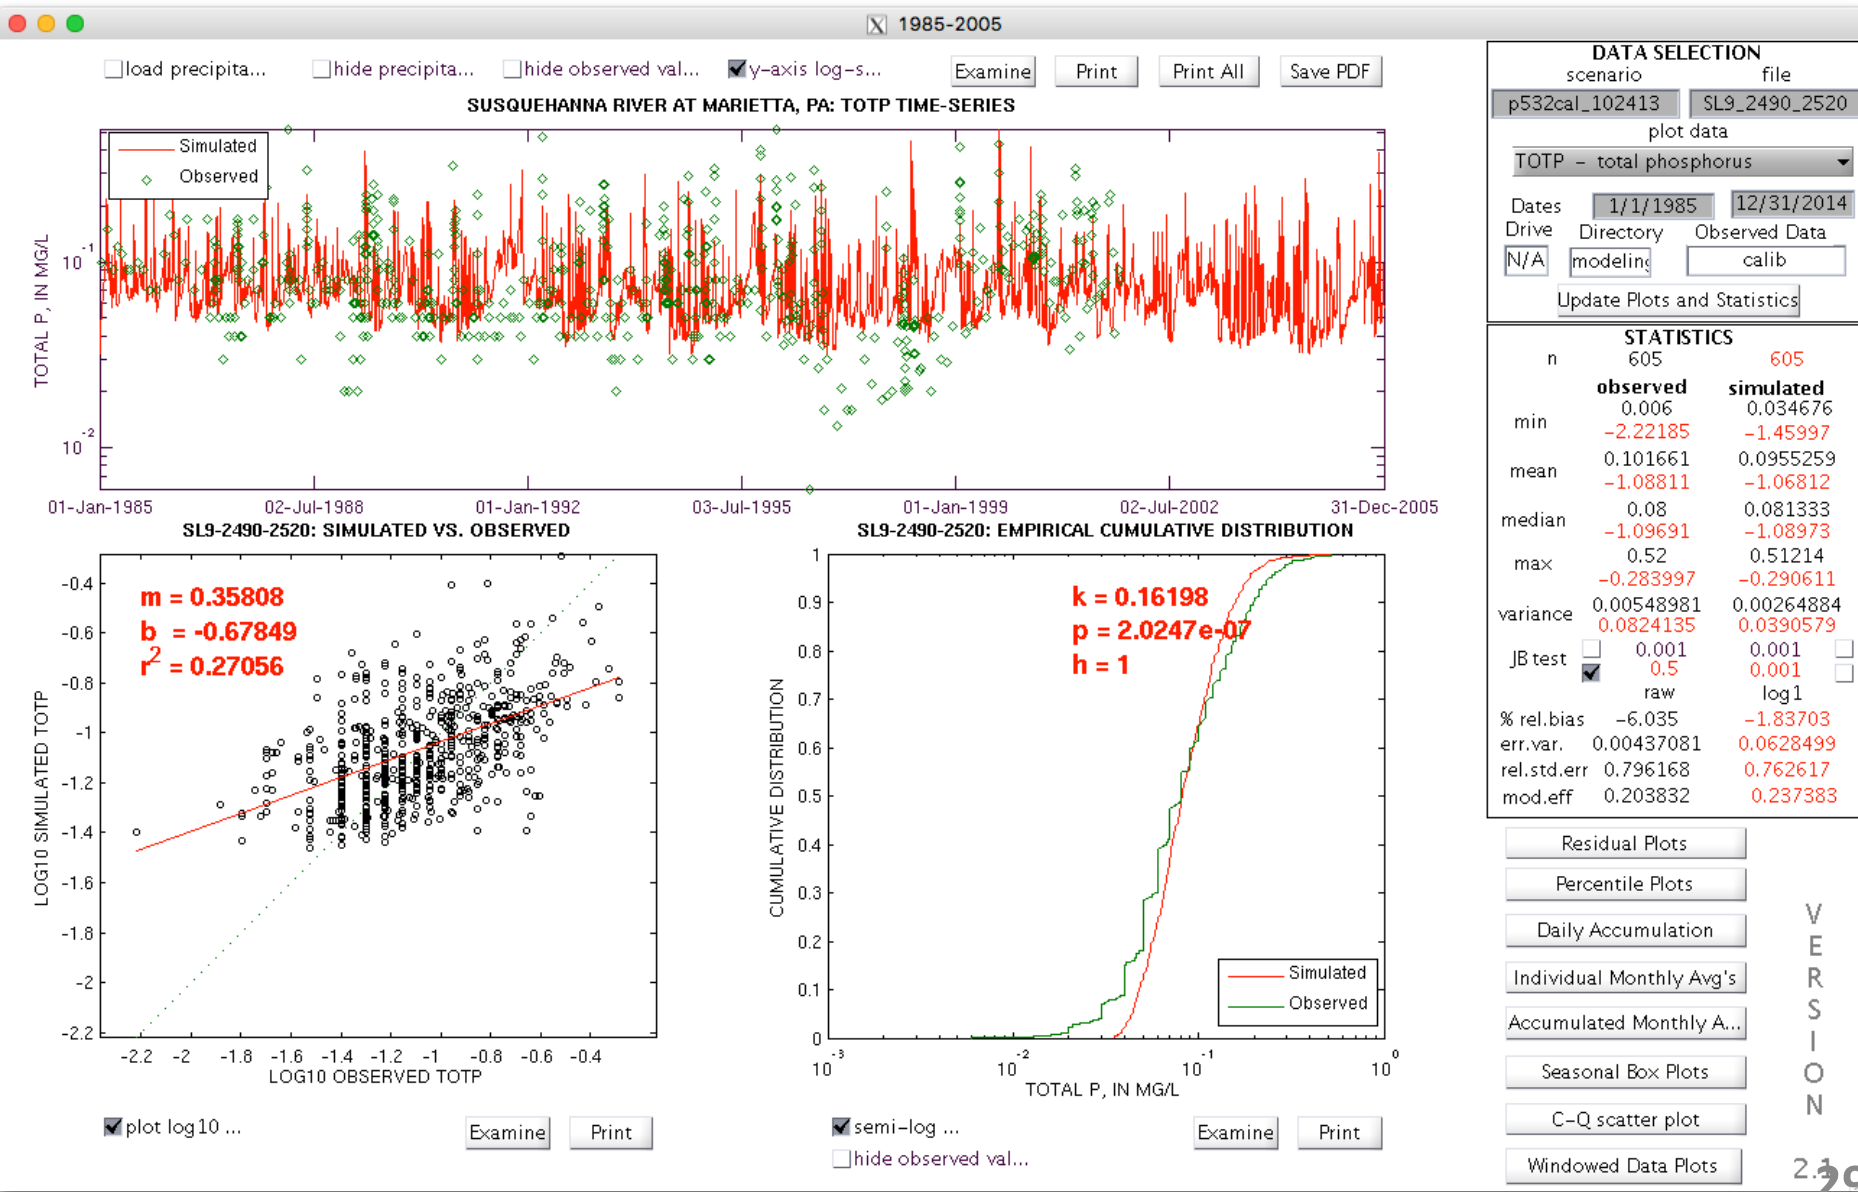 1985-2005
load precipita...
hide precipita...
hide observed val...
y-axis log-s...
Examine
Print
Print All
Save PDF
SUSQUEHANNA RIVER AT MARIETTA, PA: TOTP TIME-SERIES
Simulated
Observed
TOTAL P, IN MG/L
10^-1
10^-2
01-Jan-1985 02-Jul-1988 01-Jan-1992 03-Jul-1995 01-Jan-1999 02-Jul-2002 31-Dec-2005
SL9-2490-2520: SIMULATED VS. OBSERVED
m = 0.35808
b = -0.67849
r^2 = 0.27056
LOG10 SIMULATED TOTP
-0.4
-0.6
-0.8
-1
-1.2
-1.4
-1.6
-1.8
-2
-2.2
-2.2 -2 -1.8 -1.6 -1.4 -1.2 -1 -0.8 -0.6 -0.4
LOG10 OBSERVED TOTP
plot log10 ...
Examine
Print
SL9-2490-2520: EMPIRICAL CUMULATIVE DISTRIBUTION
k = 0.16198
p = 2.0247e-07
h = 1
CUMULATIVE DISTRIBUTION
1
0.9
0.8
0.7
0.6
0.5
0.4
0.3
0.2
0.1
0
Simulated
Observed
10^-3 10^-2 10^-1 10^0
TOTAL P, IN MG/L
semi-log ...
hide observed val...
Examine
Print
DATA SELECTION
scenario file
p532cal_102413 SL9_2490_2520
plot data
TOTP - total phosphorus
Dates 1/1/1985 12/31/2014
Drive Directory Observed Data
N/A modeling calib
Update Plots and Statistics
STATISTICS
n 605 605
observed simulated
min 0.006 0.034676
-2.22185 -1.45997
mean 0.101661 0.0955259
-1.08811 -1.06812
median 0.08 0.081333
-1.09691 -1.08973
max 0.52 0.51214
-0.283997 -0.290611
variance 0.00548981 0.00264884
0.0824135 0.0390579
JB test 0.001 0.001
0.5 0.001
raw log1
% rel.bias -6.035 -1.83703
err.var. 0.00437081 0.0628499
rel.std.err 0.796168 0.762617
mod.eff 0.203832 0.237383
Residual Plots
Percentile Plots
Daily Accumulation
Individual Monthly Avg's
Accumulated Monthly A...
Seasonal Box Plots
C-Q scatter plot
Windowed Data Plots
VERSION
2.1
29